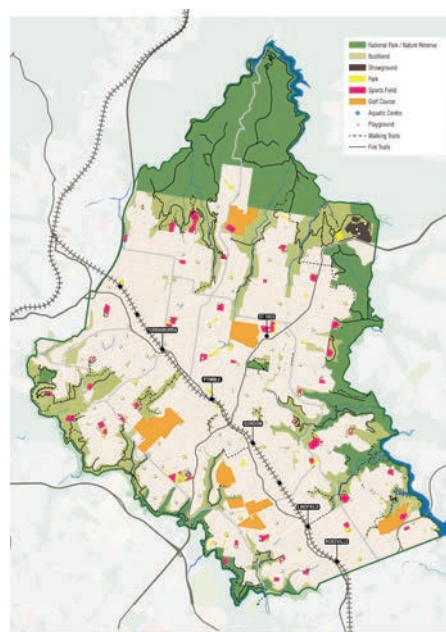 National Park / Nature Reserve
Bushland
Showground
Park
Sports Field
Golf Course
Aquatic Centre
Playground
Walking Trails
Fire Trails
ST IVES
TURRAMURRA
PYMBLE
GORDON
LINDFIELD
ROSEVILLE